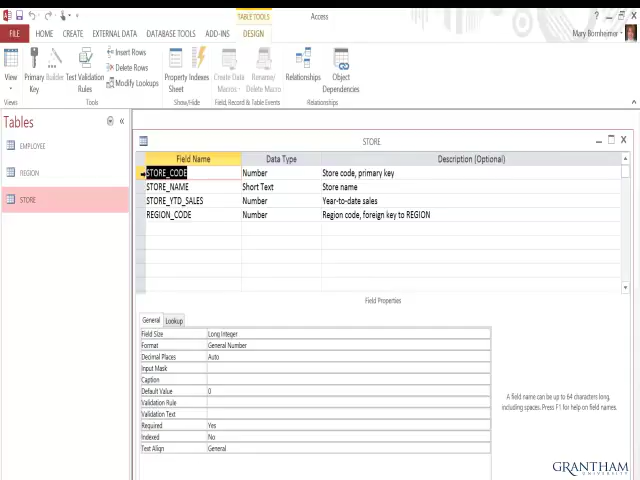 TABLE TOOLS
Access
FILE
HOME
CREATE
EXTERNAL DATA
DATABASE TOOLS
ADD-INS
DESIGN
Mary Bornheimer
View
Primary Key
Builder
Test Validation Rules
Insert Rows
Delete Rows
Modify Lookups
Property Sheet
Indexes
Create Data Macros
Rename/ Delete Macro
Relationships
Object Dependencies
Views
Tools
Show/Hide
Field, Record & Table Events
Relationships
Tables
EMPLOYEE
REGION
STORE
STORE
Field Name Data Type Description (Optional)
STORE_CODE Number Store code, primary key
STORE_NAME Short Text Store name
STORE_YTD_SALES Number Year-to-date sales
REGION_CODE Number Region code, foreign key to REGION
Field Properties
General Lookup
Field Size Long Integer
Format General Number
Decimal Places Auto
Input Mask
Caption
Default Value 0
Validation Rule
Validation Text
Required Yes
Indexed No
Text Align General
A field name can be up to 64 characters long,
including spaces. Press F1 for help on field names.
GRANTHAM
UNIVERSITY